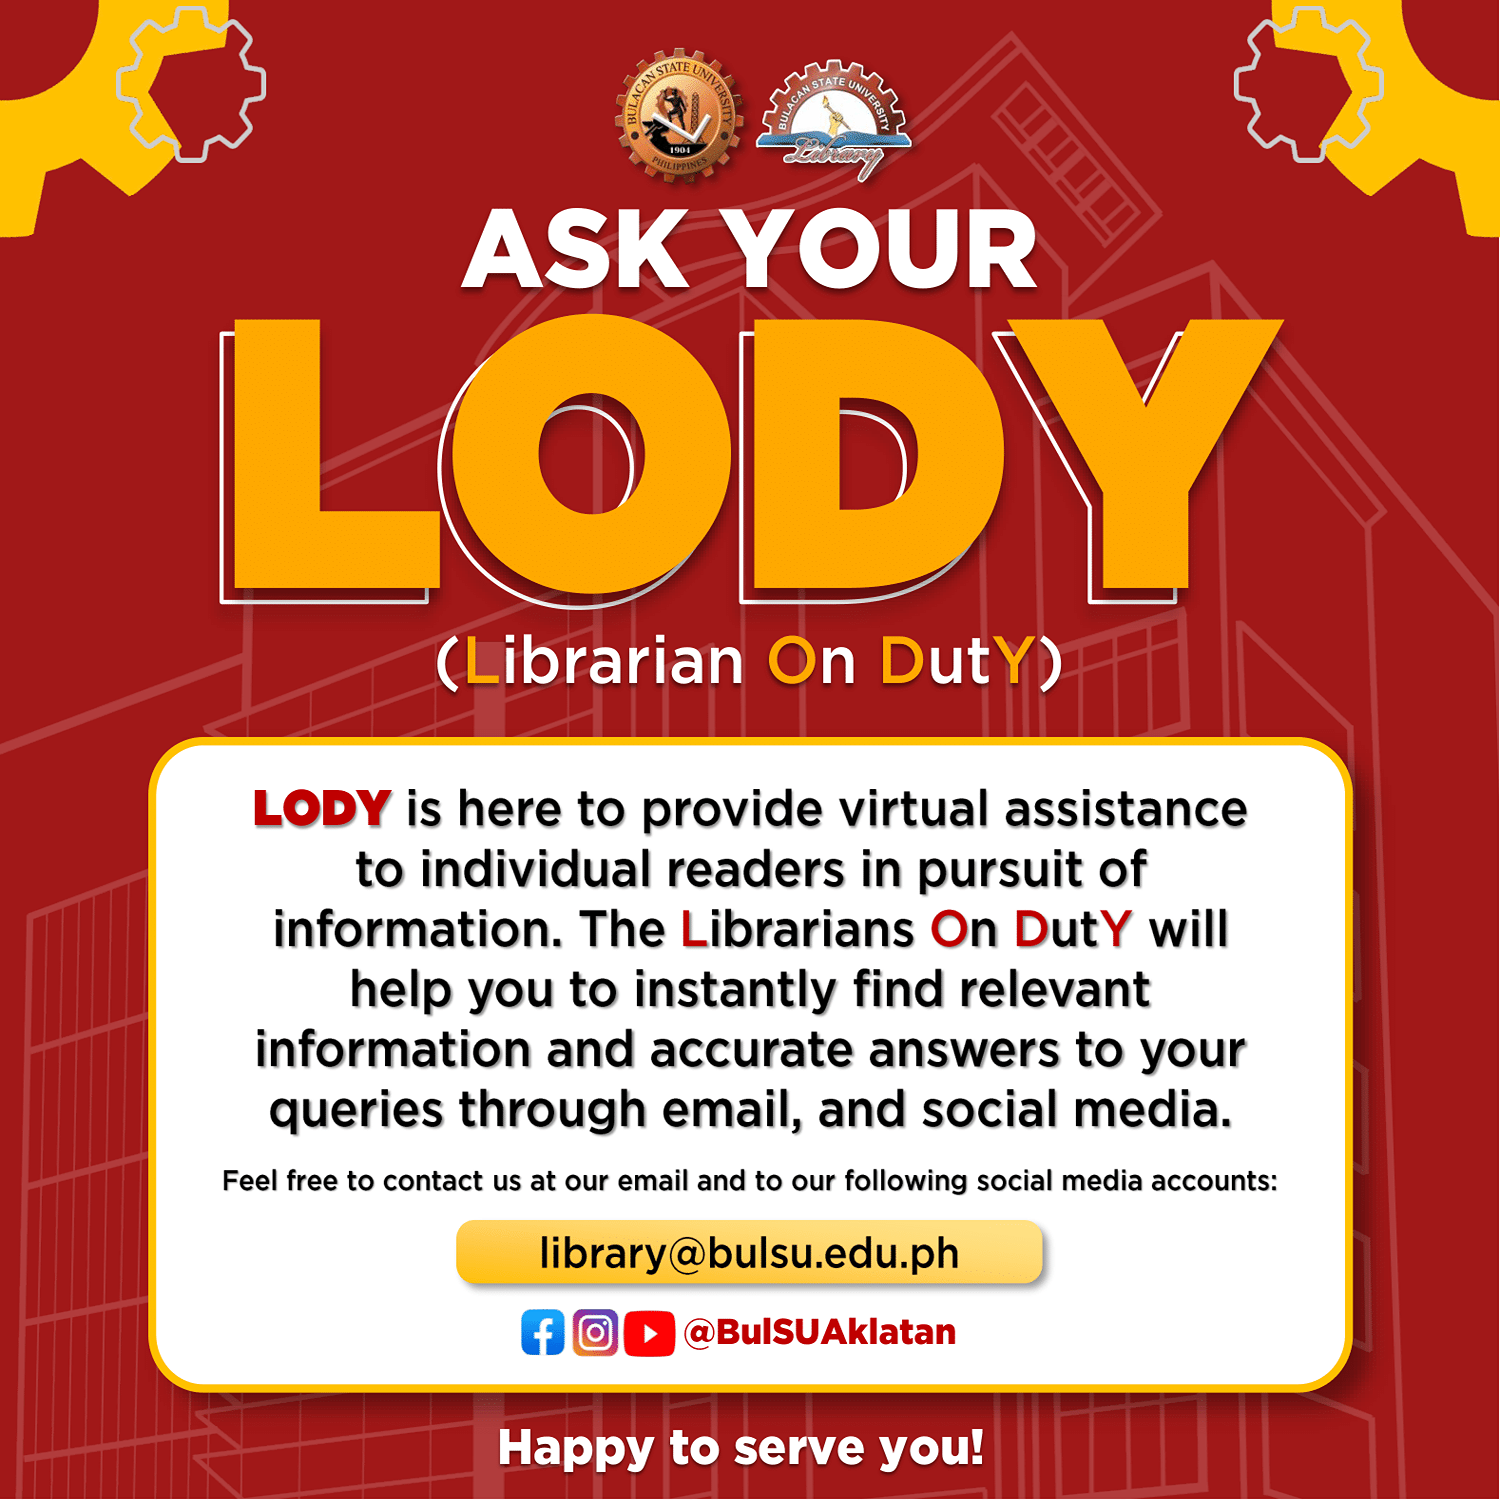 BULACAN STATE UNIVERSITY
1904
PHILIPPINES
BULACAN STATE UNIVERSITY
Library
ASK YOUR
LODY
(Librarian On DutY)
LODY is here to provide virtual assistance
to individual readers in pursuit of
information. The Librarians On DutY will
help you to instantly find relevant
information and accurate answers to your
queries through email, and social media.
Feel free to contact us at our email and to our following social media accounts:
library@bulsu.edu.ph
@BulSUAklatan
Happy to serve you!